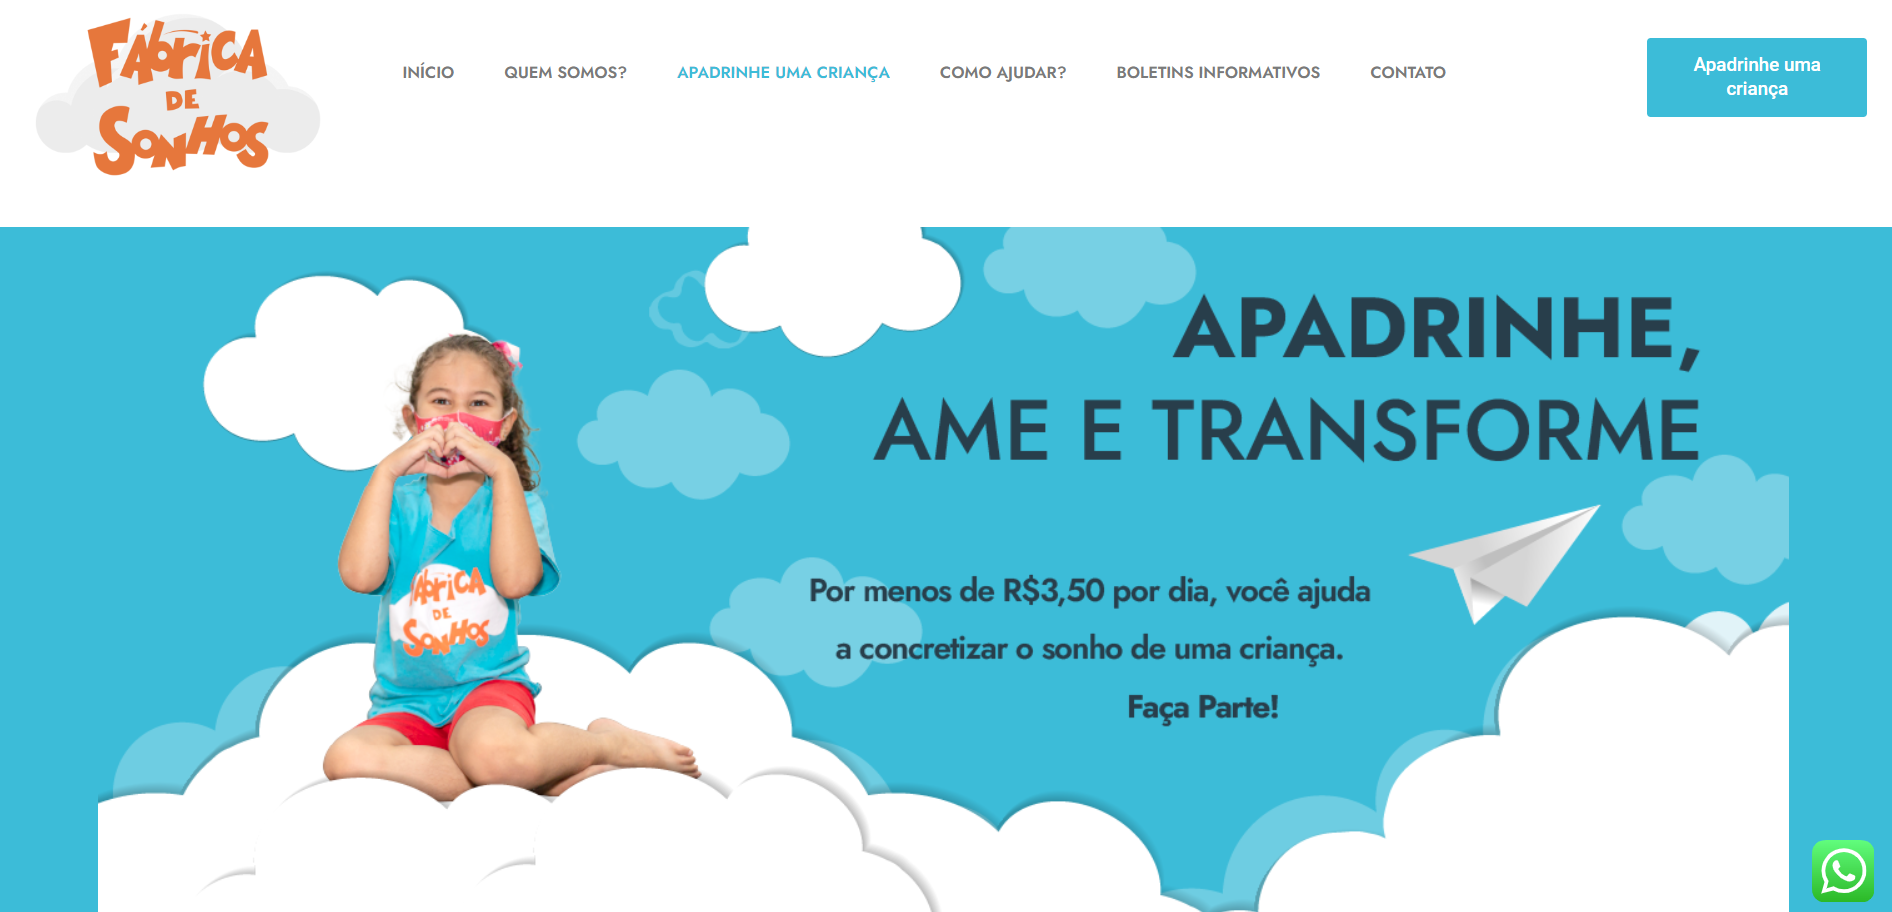 FÁbricA
DE
SonHos
INÍCIO
QUEM SOMOS?
APADRINHE UMA CRIANÇA
COMO AJUDAR?
BOLETINS INFORMATIVOS
CONTATO
Apadrinhe uma
criança
APADRINHE,
AME E TRANSFORME
FÁbricA
DE
SonHos
Por menos de R$3,50 por dia, você ajuda
a concretizar o sonho de uma criança.
Faça Parte!